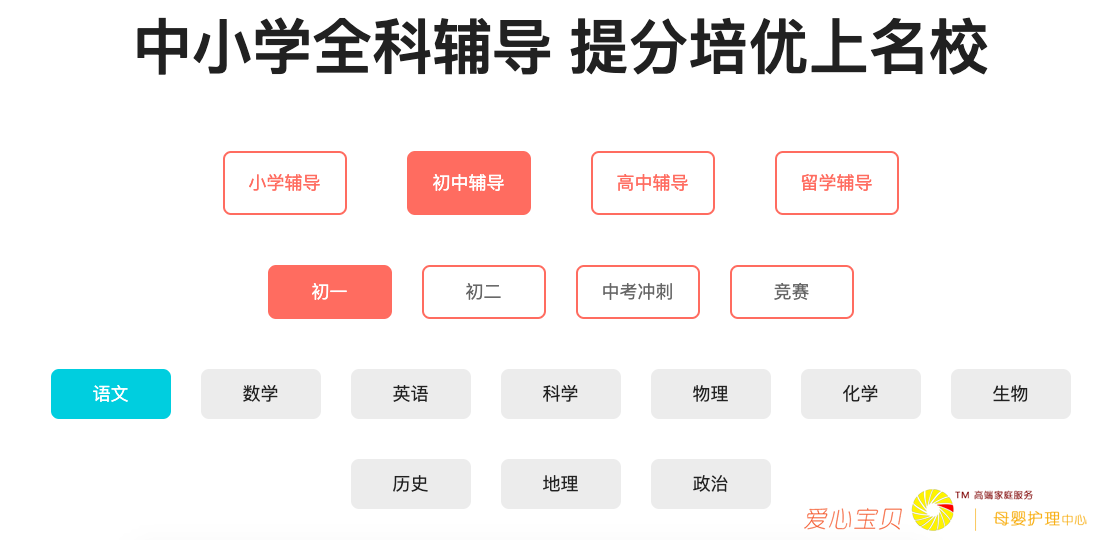 中小学全科辅导 提分培优上名校
小学辅导 初中辅导 高中辅导 留学辅导
初一 初二 中考冲刺 竞赛
语文 数学 英语 科学 物理 化学 生物
历史 地理 政治
TM 高端家庭服务
爱心宝贝 母婴护理中心